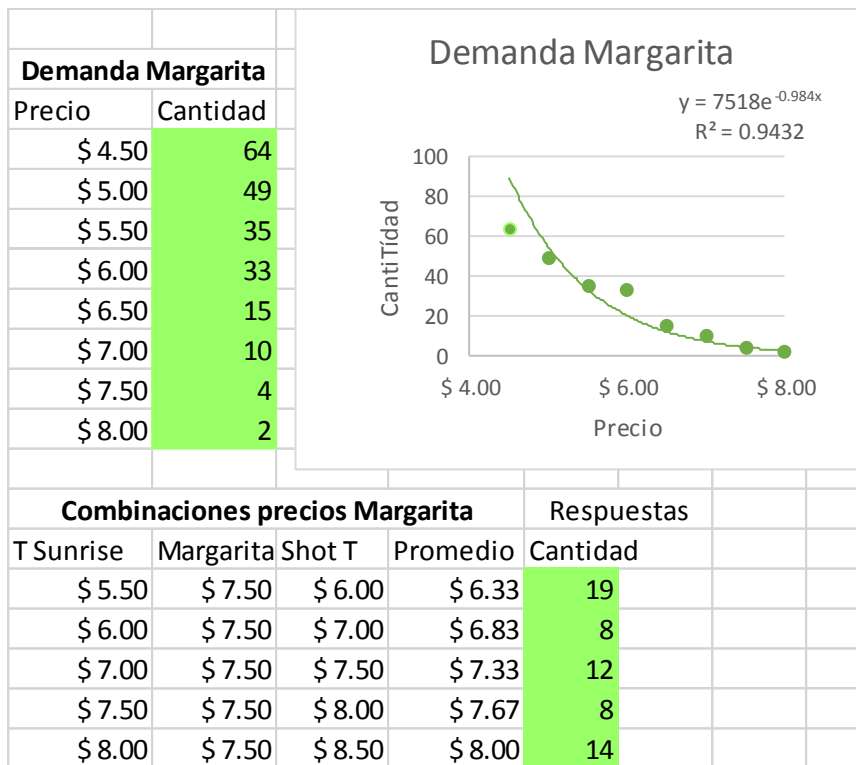 Demanda Margarita
Precio Cantidad
$ 4.50 64
$ 5.00 49
$ 5.50 35
$ 6.00 33
$ 6.50 15
$ 7.00 10
$ 7.50 4
$ 8.00 2
Demanda Margarita
y = 7518e^-0.984x
R² = 0.9432
CantiTídad
100
80
60
40
20
0
$ 4.00 $ 6.00 $ 8.00
Precio
Combinaciones precios Margarita Respuestas
T Sunrise Margarita Shot T Promedio Cantidad
$ 5.50 $ 7.50 $ 6.00 $ 6.33 19
$ 6.00 $ 7.50 $ 7.00 $ 6.83 8
$ 7.00 $ 7.50 $ 7.50 $ 7.33 12
$ 7.50 $ 7.50 $ 8.00 $ 7.67 8
$ 8.00 $ 7.50 $ 8.50 $ 8.00 14